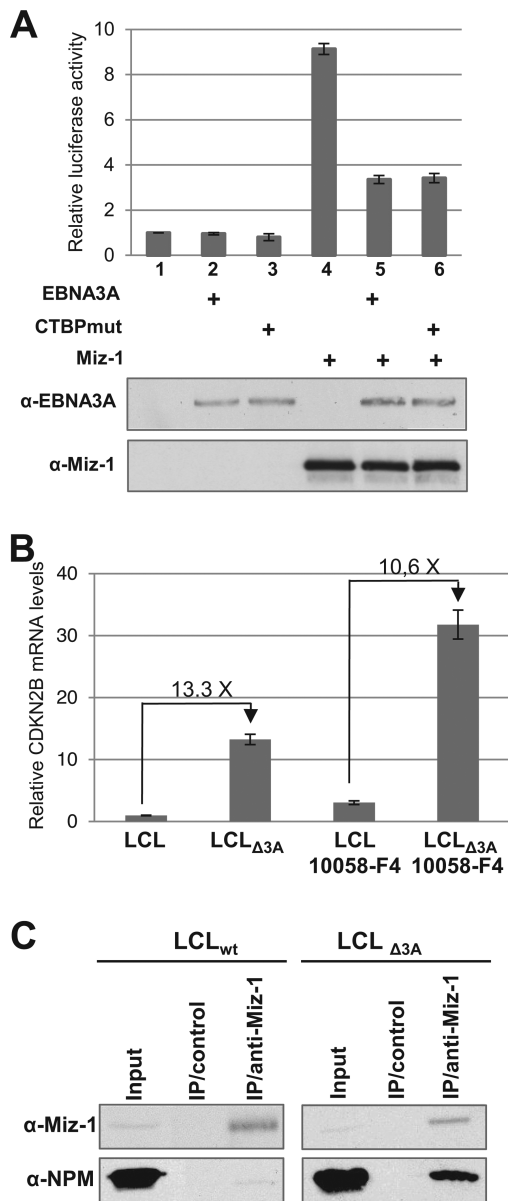 A
Relative luciferase activity
10
8
6
4
2
0
1 2 3 4 5 6
EBNA3A + +
CTBPmut + +
Miz-1 + + +
α-EBNA3A
α-Miz-1
B
Relative CDKN2B mRNA levels
40
30
20
10
0
13.3 X
10,6 X
LCL LCLΔ3A LCL 10058-F4 LCLΔ3A 10058-F4
C
LCLwt LCL Δ3A
Input IP/control IP/anti-Miz-1 Input IP/control IP/anti-Miz-1
α-Miz-1
α-NPM